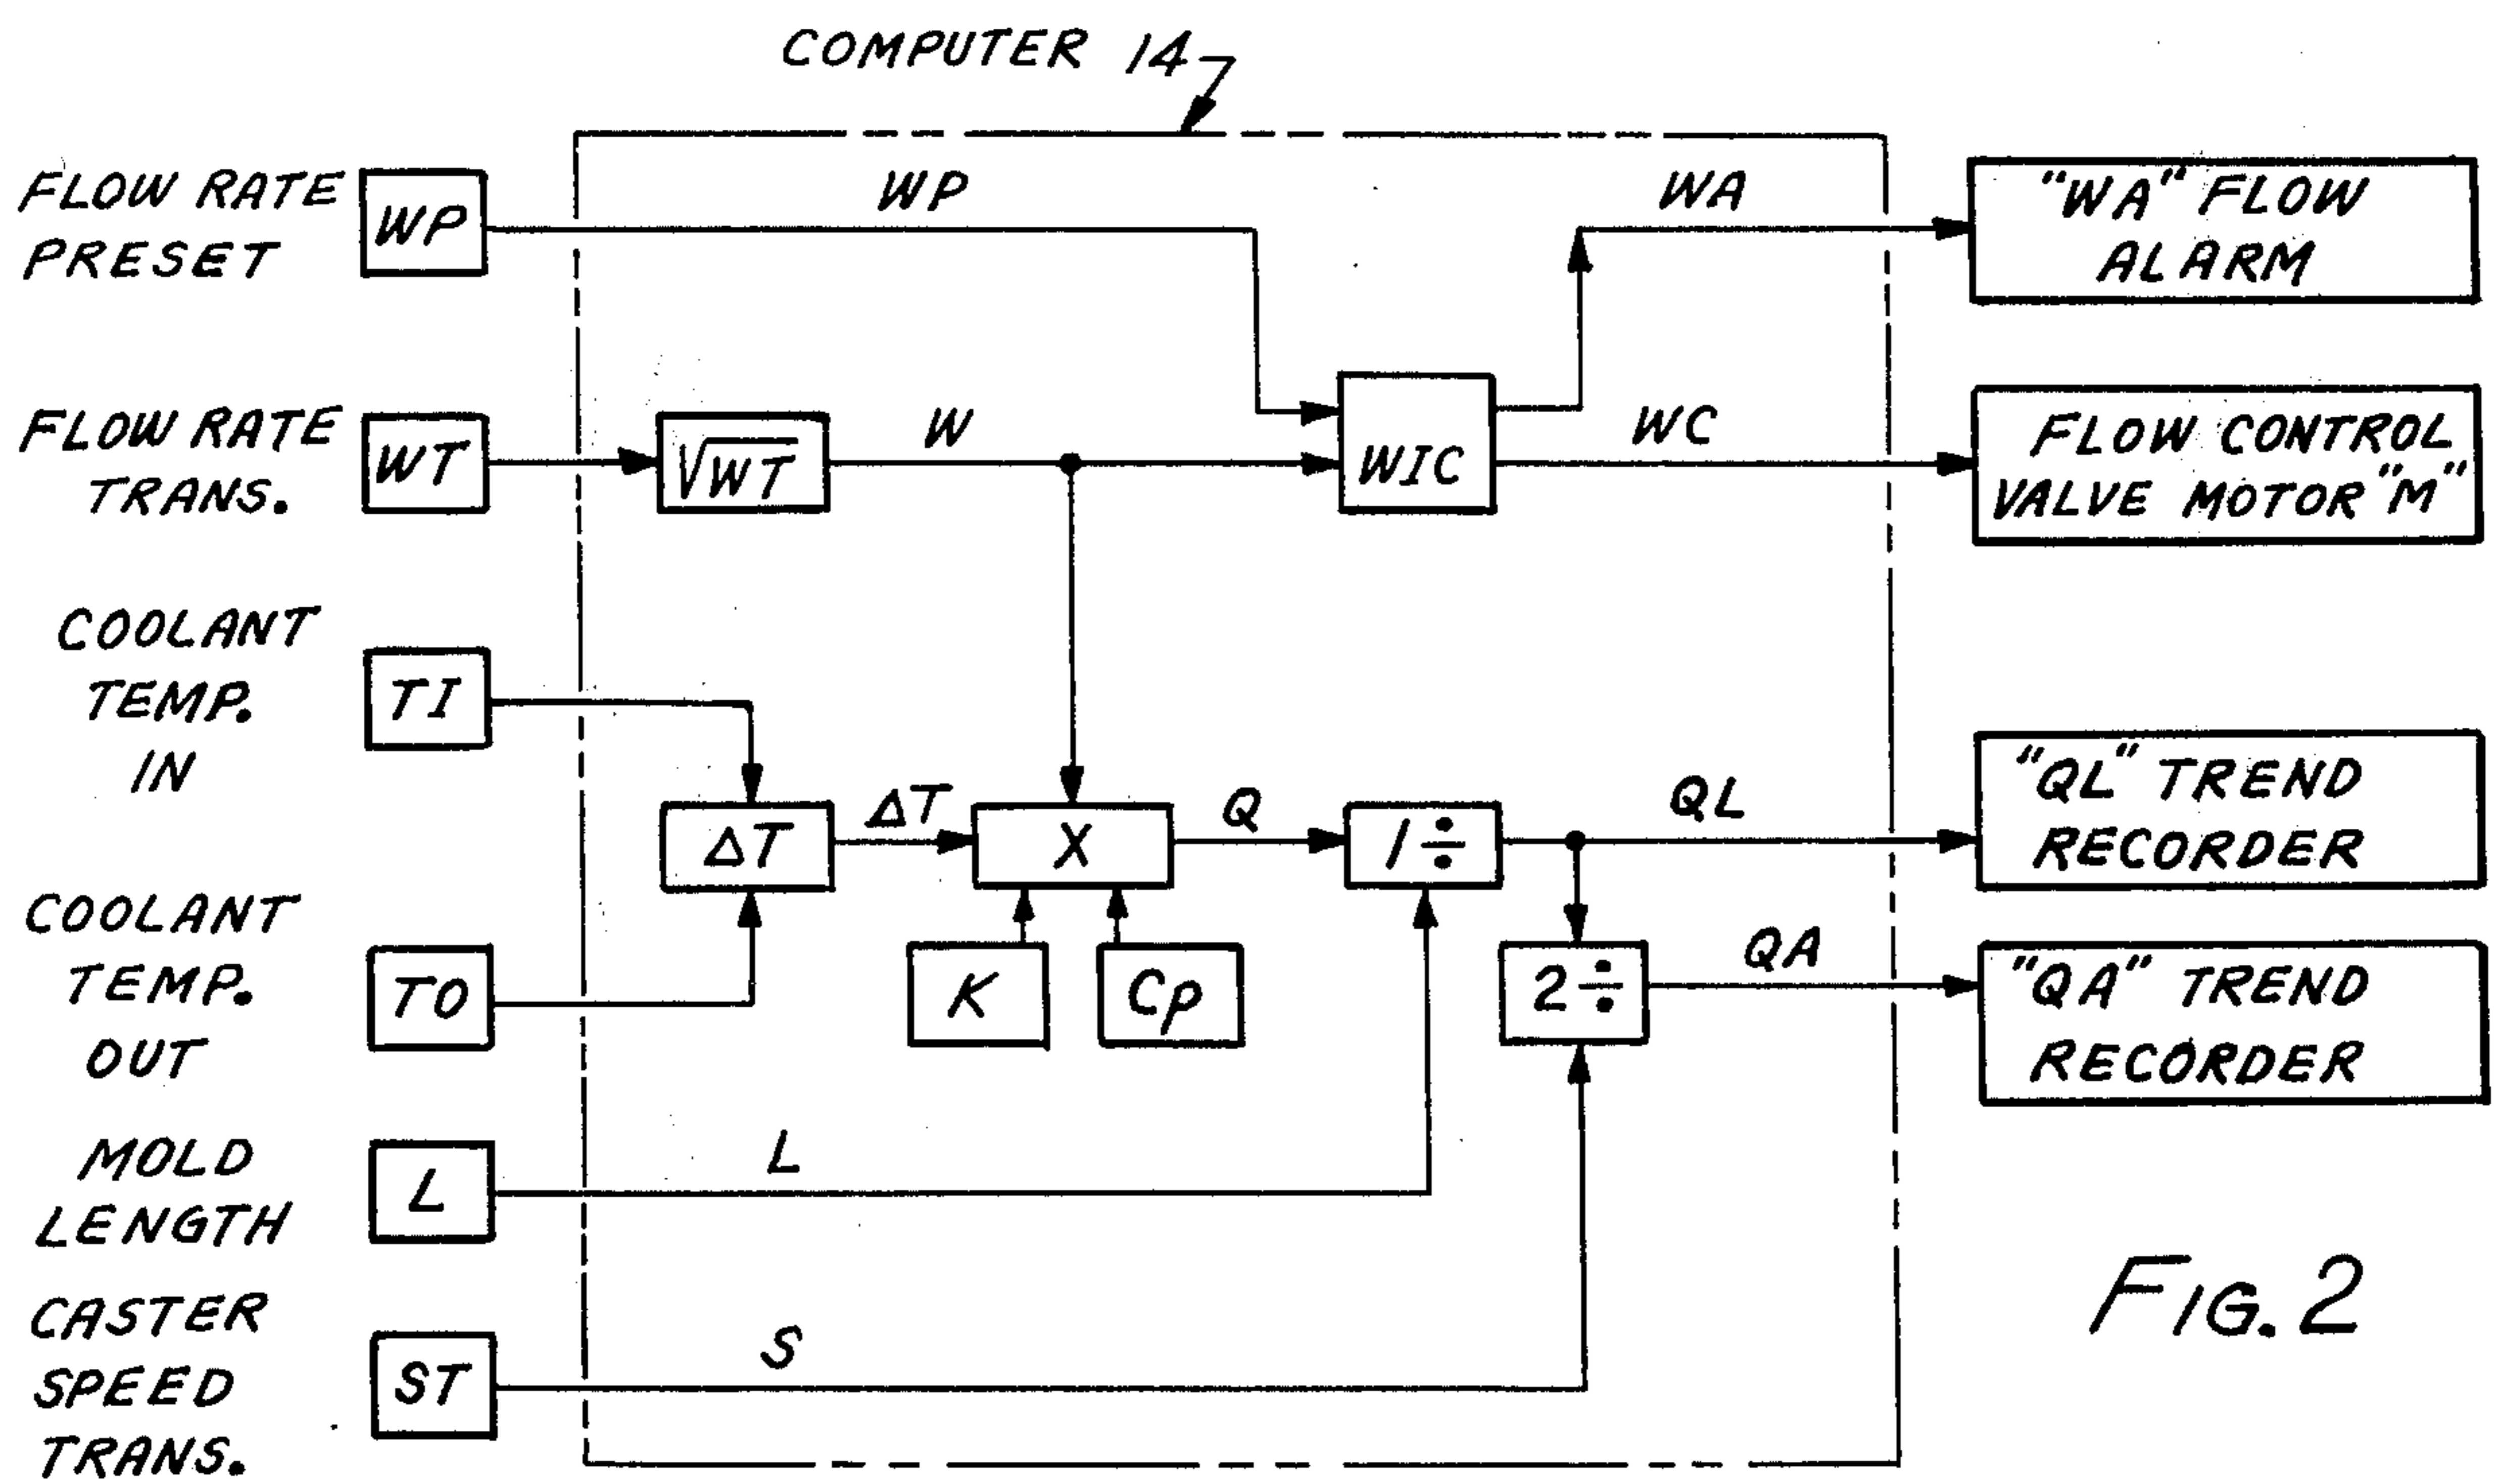 COMPUTER 14
FLOW RATE
PRESET
WP
WP
WA
"WA" FLOW
ALARM
FLOW RATE
TRANS.
WT
√WT
W
WIC
WC
FLOW CONTROL
VALVE MOTOR "M"
COOLANT
TEMP.
IN
TI
ΔT
ΔT
X
Q
1÷
QL
"QL" TREND
RECORDER
COOLANT
TEMP.
OUT
TO
K
Cp
2÷
QA
"QA" TREND
RECORDER
MOLD
LENGTH
L
L
CASTER
SPEED
TRANS.
ST
S
FIG. 2